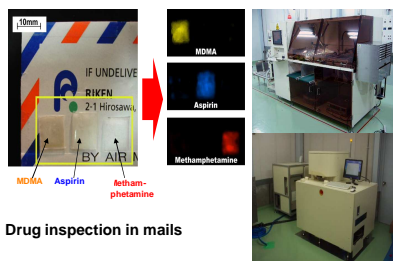 10mm
IF UNDELIVE
RIKEN
2-1 Hirosawa,
BY AIR M
MDMA
Aspirin
Metham-
phetamine
MDMA
Aspirin
Methamphetamine
Drug inspection in mails